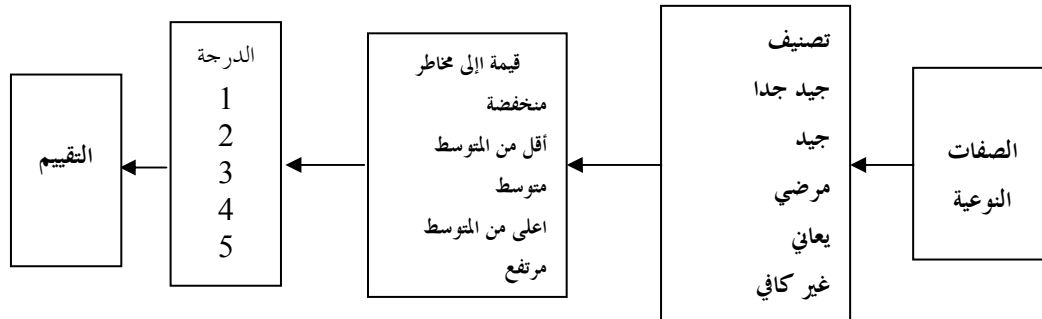 الصفات
النوعية
تصنيف
جيد جدا
جيد
مرضي
يعاني
غير كافي
قيمة اإلى مخاطر
منخفضة
أقل من المتوسط
متوسط
اعلى من المتوسط
مرتفع
الدرجة
1
2
3
4
5
التقييم